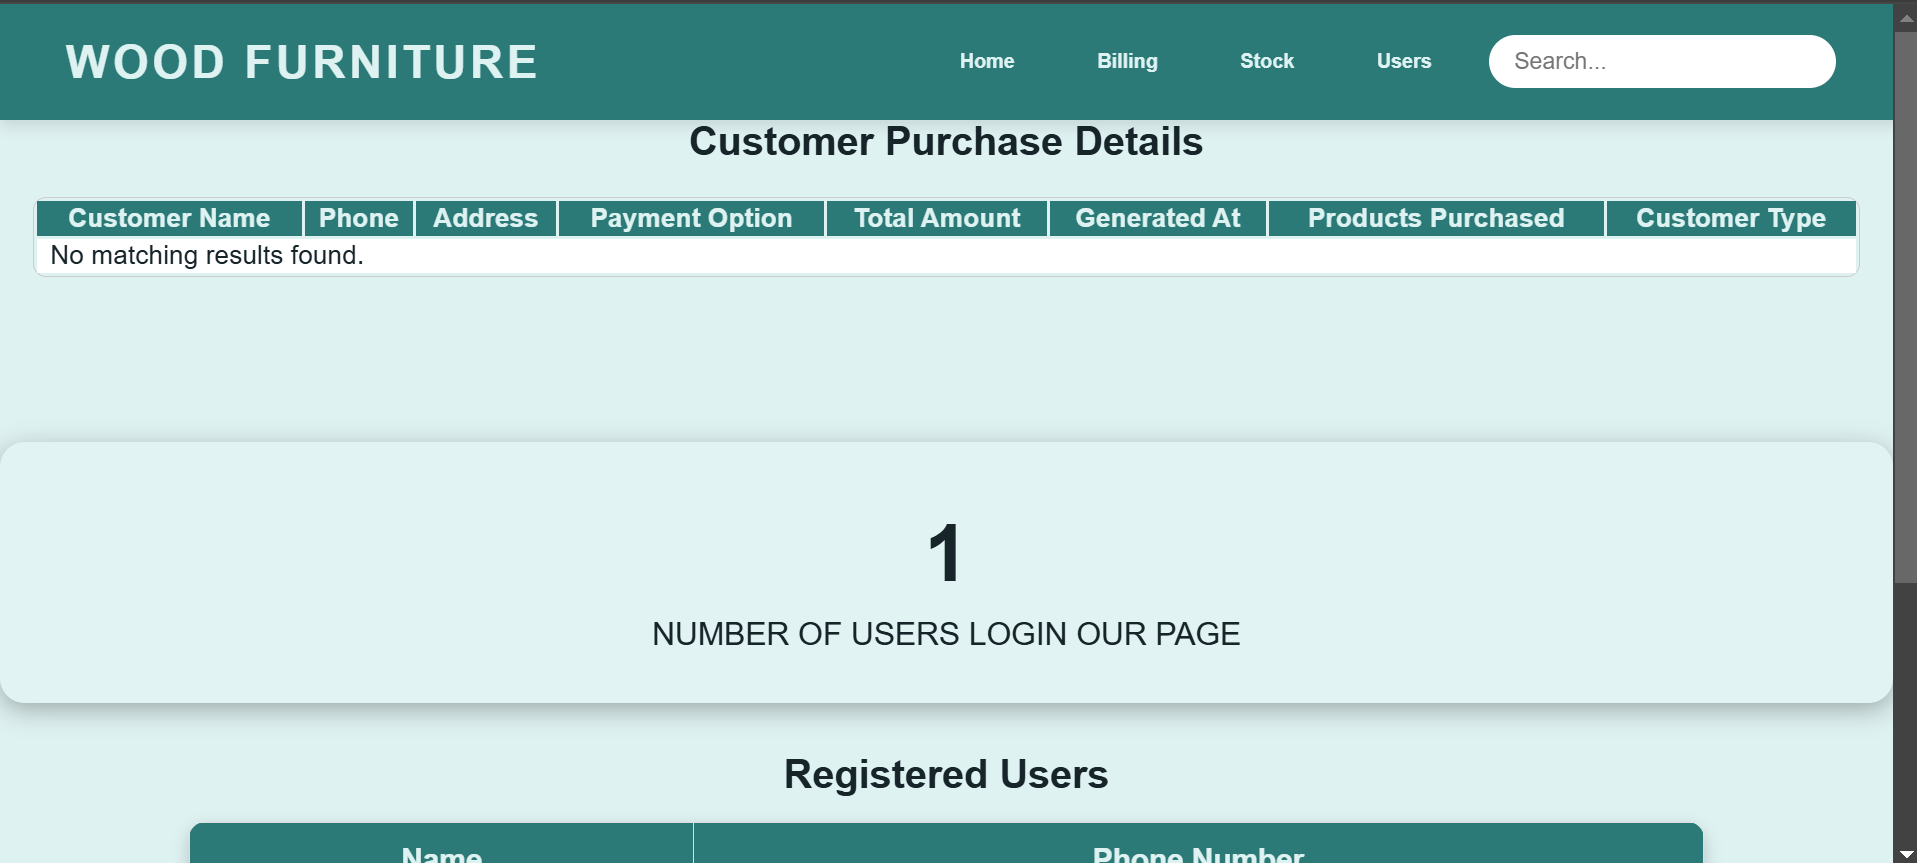 WOOD FURNITURE Home Billing Stock Users Search...
Customer Purchase Details
Customer Name Phone Address Payment Option Total Amount Generated At Products Purchased Customer Type
No matching results found.
1
NUMBER OF USERS LOGIN OUR PAGE
Registered Users
Name Phone Number